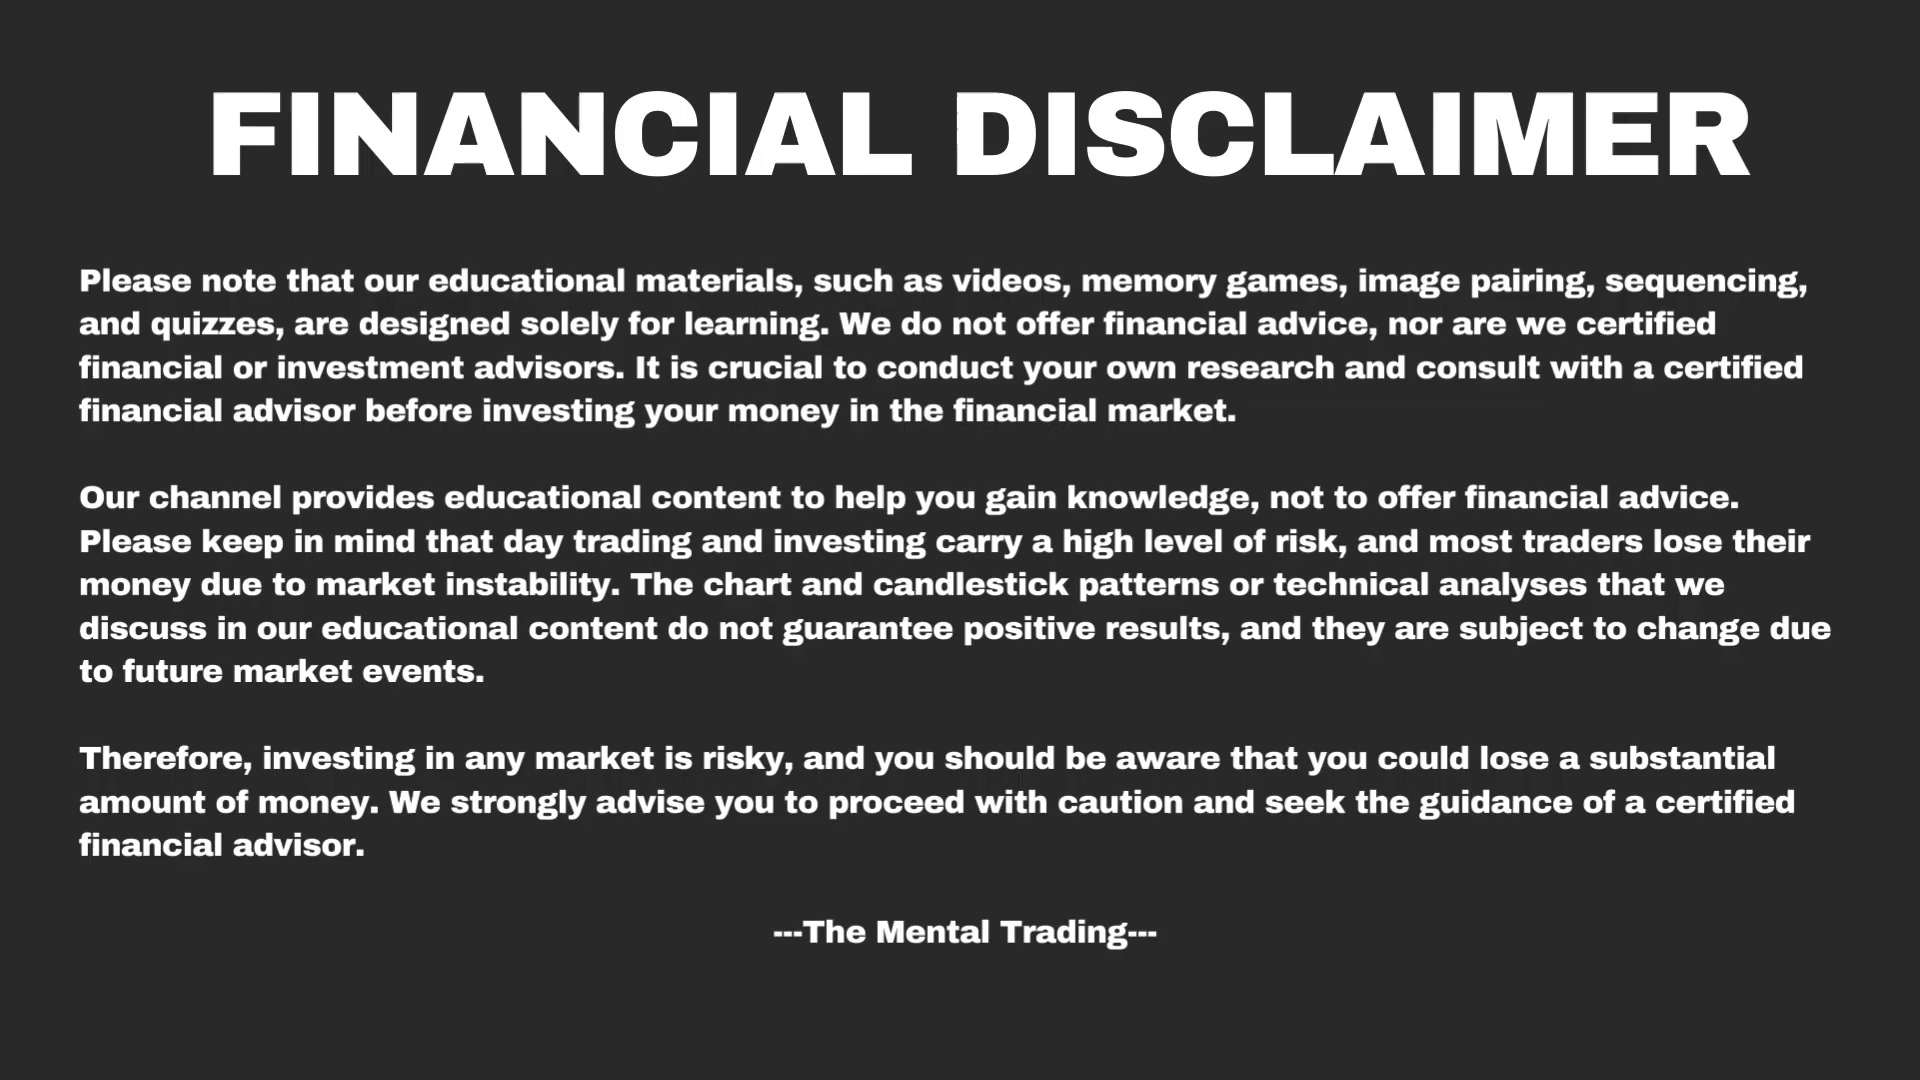 FINANCIAL DISCLAIMER
Please note that our educational materials, such as videos, memory games, image pairing, sequencing,
and quizzes, are designed solely for learning. We do not offer financial advice, nor are we certified
financial or investment advisors. It is crucial to conduct your own research and consult with a certified
financial advisor before investing your money in the financial market.
Our channel provides educational content to help you gain knowledge, not to offer financial advice.
Please keep in mind that day trading and investing carry a high level of risk, and most traders lose their
money due to market instability. The chart and candlestick patterns or technical analyses that we
discuss in our educational content do not guarantee positive results, and they are subject to change due
to future market events.
Therefore, investing in any market is risky, and you should be aware that you could lose a substantial
amount of money. We strongly advise you to proceed with caution and seek the guidance of a certified
financial advisor.
---The Mental Trading---